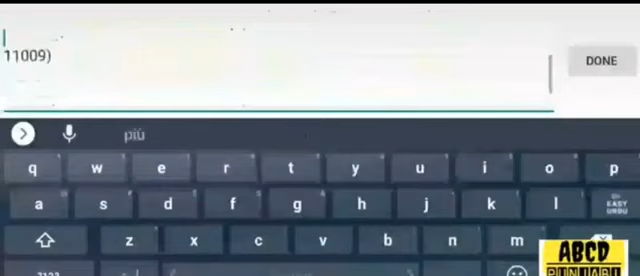 11009)
DONE
più
q w e r t y u i o p
a s d f g h j k l EASY URDU
z x c v b n m
ABCD
PUNJABI